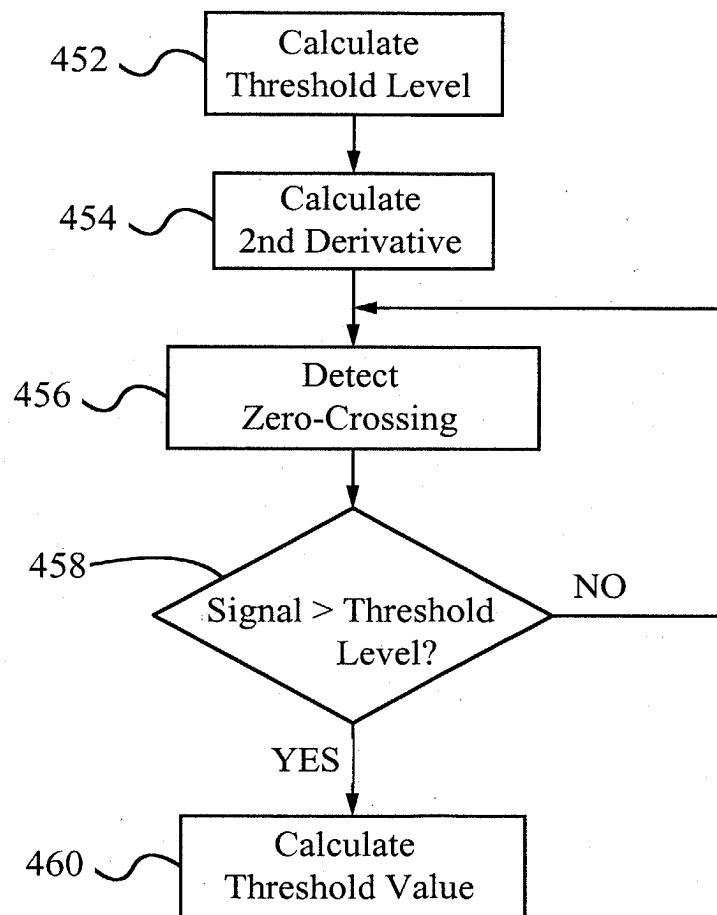 452
Calculate
Threshold Level
454
Calculate
2nd Derivative
456
Detect
Zero-Crossing
458
Signal > Threshold
Level?
NO
YES
460
Calculate
Threshold Value